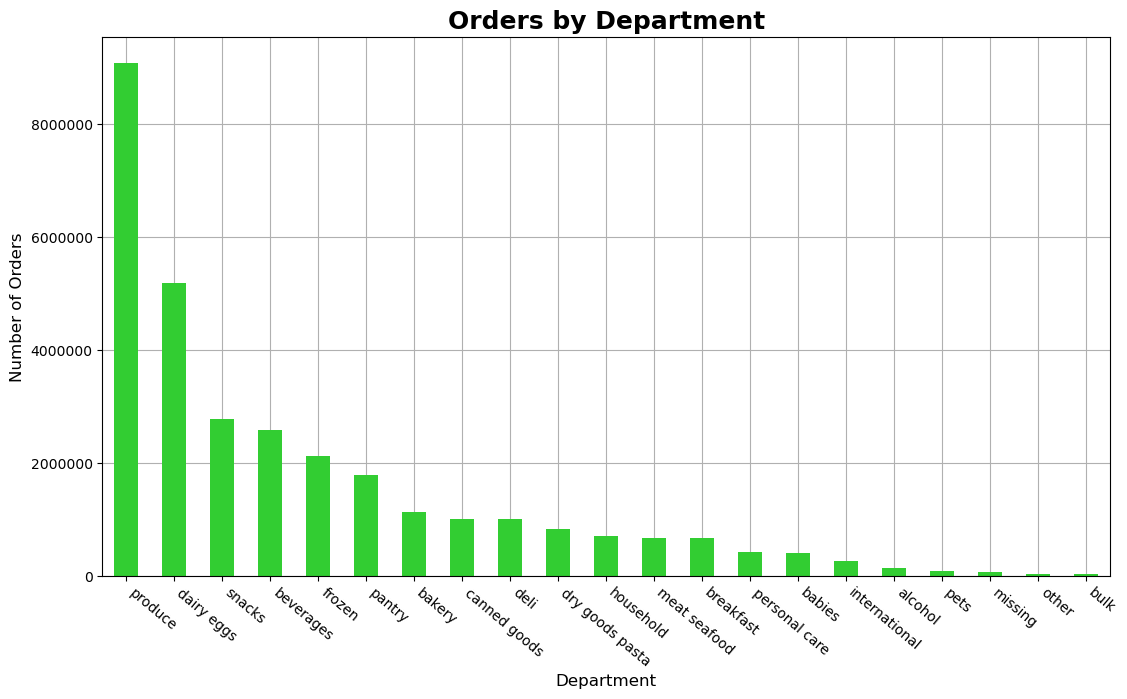 Orders by Department
Number of Orders
8000000
6000000
4000000
2000000
0
produce
dairy eggs
snacks
beverages
frozen
pantry
bakery
canned goods
deli
dry goods pasta
household
meat seafood
breakfast
personal care
babies
international
alcohol
pets
missing
other
bulk
Department